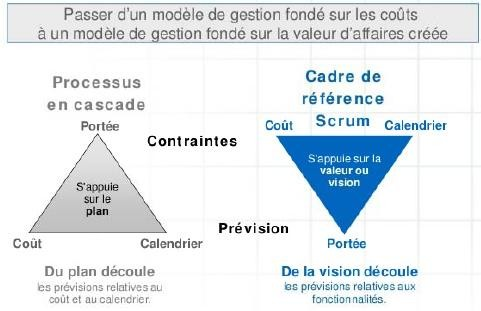 Passer d'un modèle de gestion fondé sur les coûts
à un modèle de gestion fondé sur la valeur d'affaires créée
Processus
en cascade
Portée
S'appuie
sur le
plan
Coût
Calendrier
Du plan découle
les prévisions relatives au
coût et au calendrier.
Contraintes
Prévision
Cadre de
référence
Scrum
Coût
Calendrier
S'appuie sur la
valeur ou
vision
Portée
De la vision découle
les prévisions relatives aux
fonctionnalités.